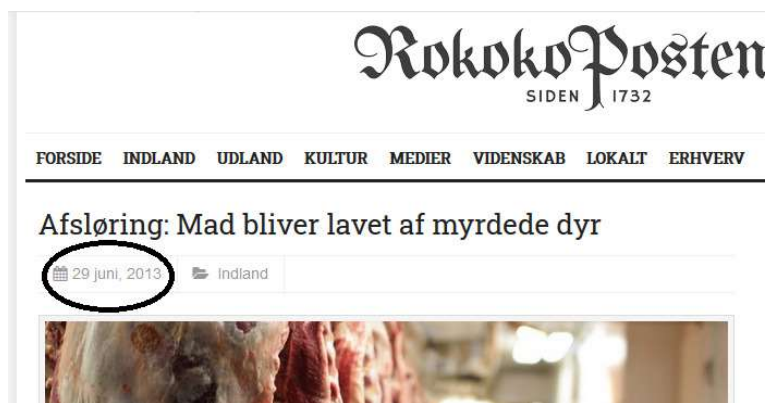 RokokoPosten
SIDEN 1732
FORSIDE INDLAND UDLAND KULTUR MEDIER VIDENSKAB LOKALT ERHVERV
Afsløring: Mad bliver lavet af myrdede dyr
29 juni, 2013 Indland